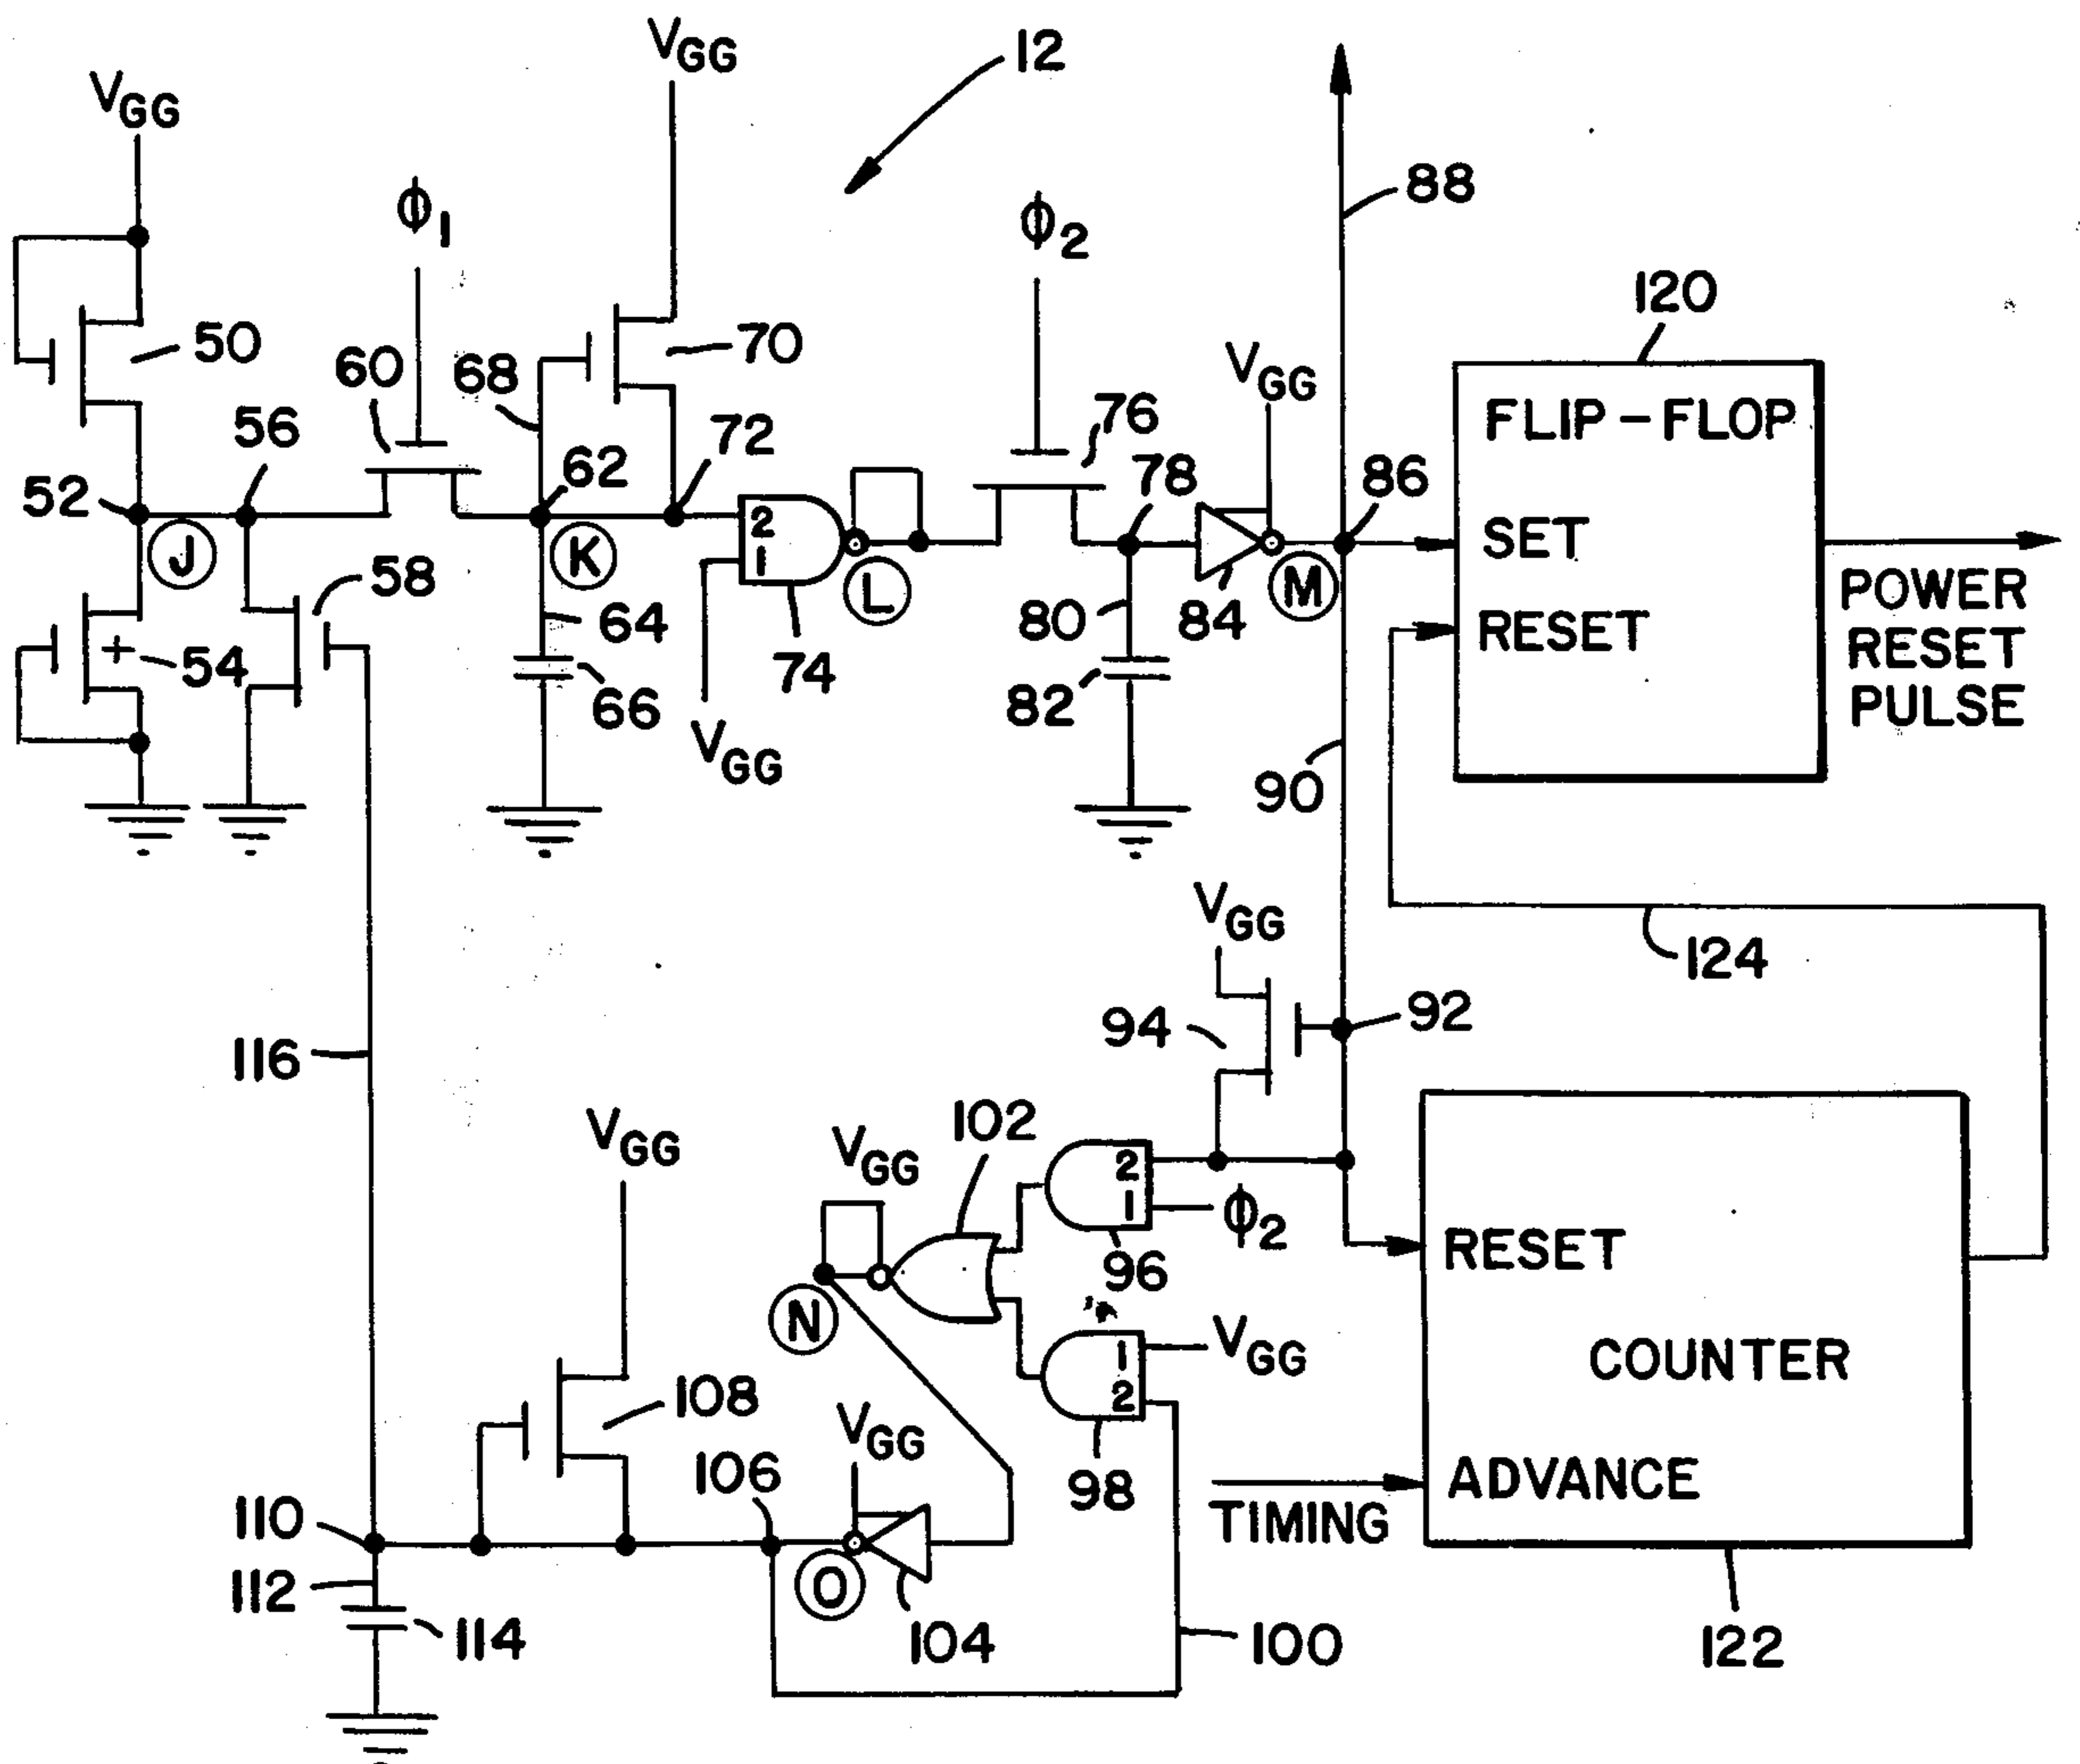 12
VGG
VGG
ϕ1
ϕ2
88
120
50
70
60
68
VGG
76
FLIP-FLOP
56
72
62
78
86
52
2
SET
J
K
1
L
M
58
64
80
84
RESET
POWER
RESET
PULSE
54
66
74
82
VGG
90
VGG
124
94
92
116
102
VGG
VGG
2
1
ϕ2
RESET
96
N
1
VGG
2
COUNTER
108
VGG
98
106
ADVANCE
TIMING
110
112
O
114
104
100
122